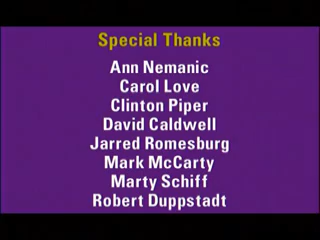 Special Thanks
Ann Nemanic
Carol Love
Clinton Piper
David Caldwell
Jarred Romesburg
Mark McCarty
Marty Schiff
Robert Duppstadt